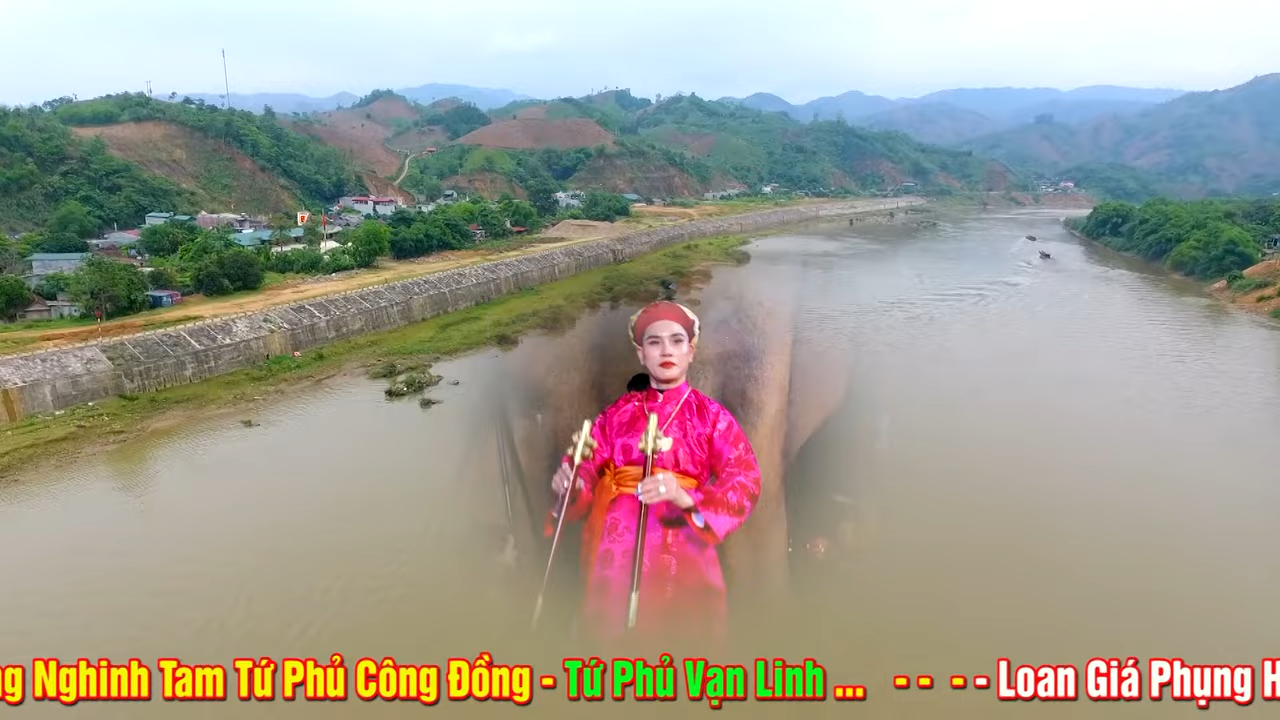 Nghinh Tam Tứ Phủ Công Đồng - Tứ Phủ Vạn Linh ... - - - - Loan Giá Phụng